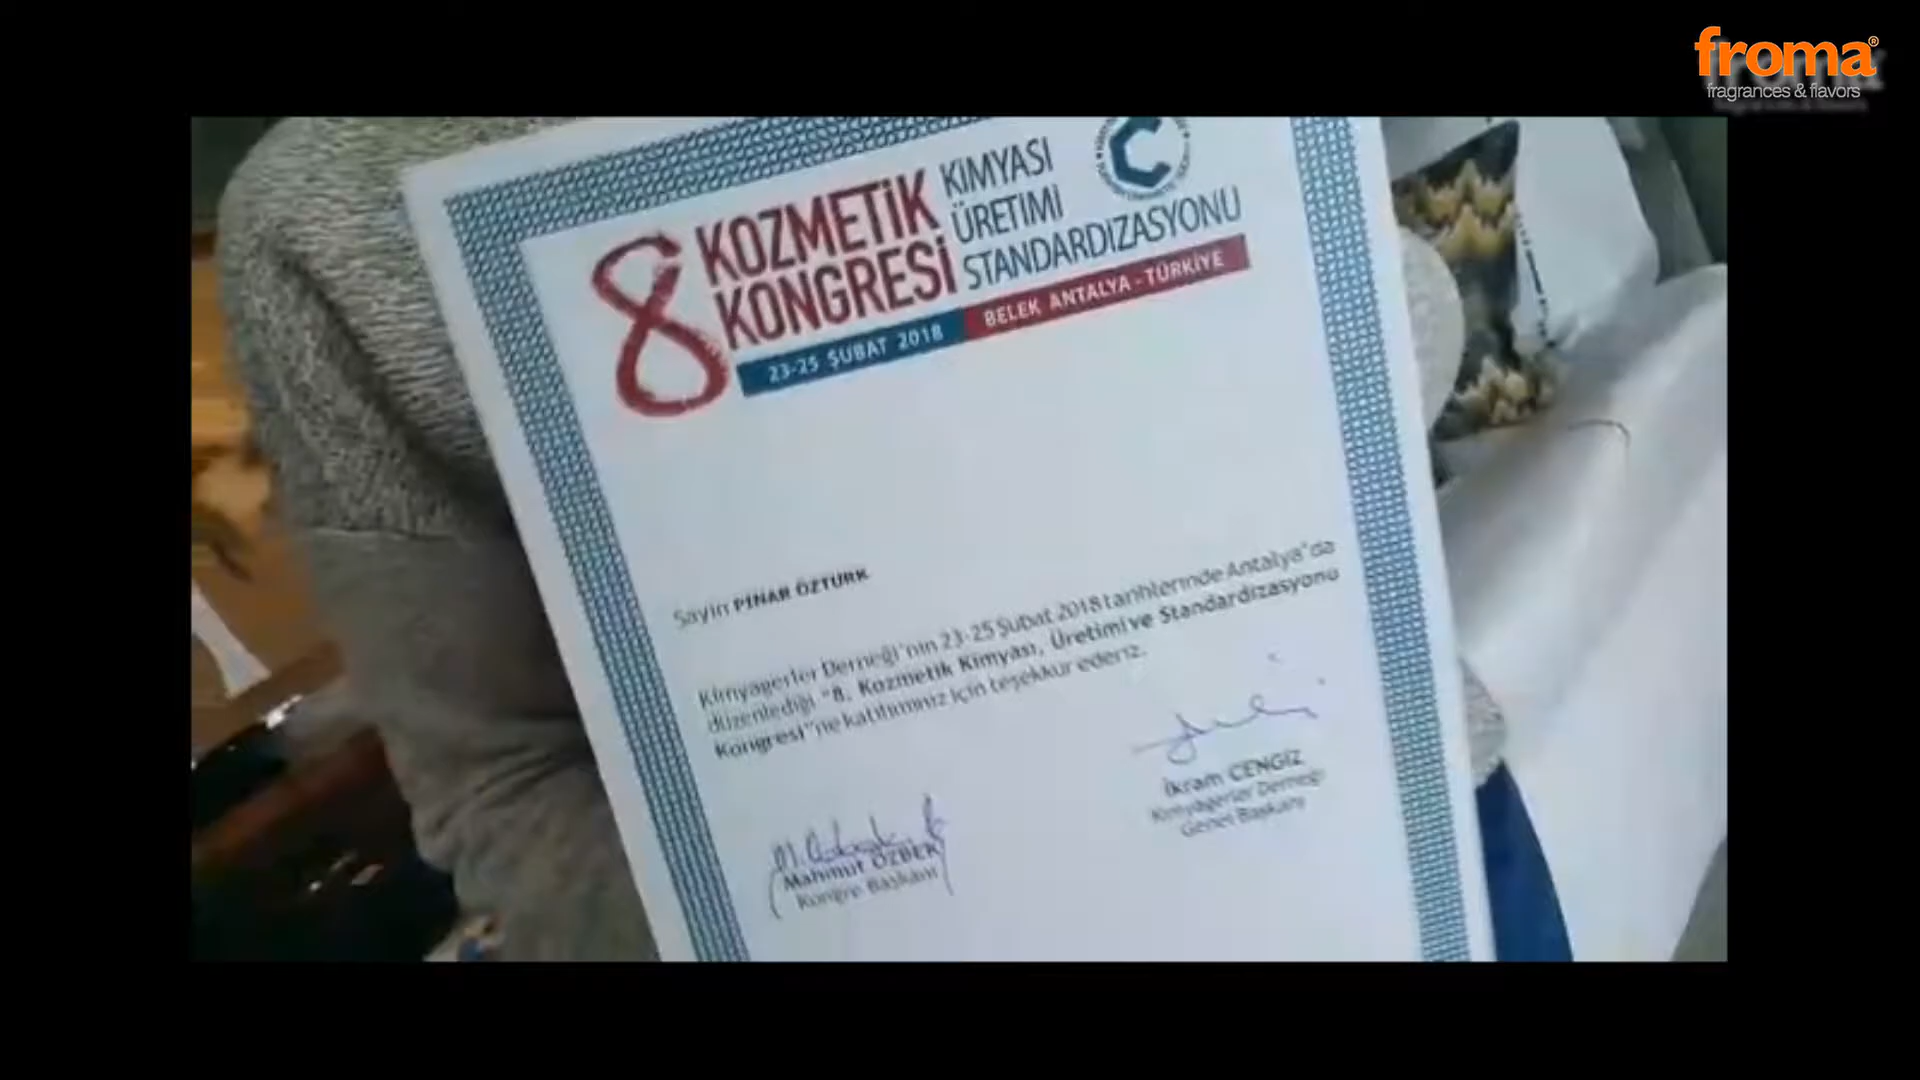 froma®
fragrances & flavors
8 KOZMETİK KONGRESİ
KİMYASI
ÜRETİMİ
STANDARDİZASYONU
23-25 ŞUBAT 2018 BELEK ANTALYA - TÜRKİYE
Sayın PINAR ÖZTÜRK
Kimyagerler Derneği'nin 23-25 Şubat 2018 tarihlerinde Antalya'da
düzenlediği "8. Kozmetik Kimyası, Üretimi ve Standardizasyonu
Kongresi"ne katılımınız için teşekkür ederiz.
İkram CENGİZ
Kimyagerler Derneği
Genel Başkanı
Mahmut ÖZBEK
Kongre Başkanı